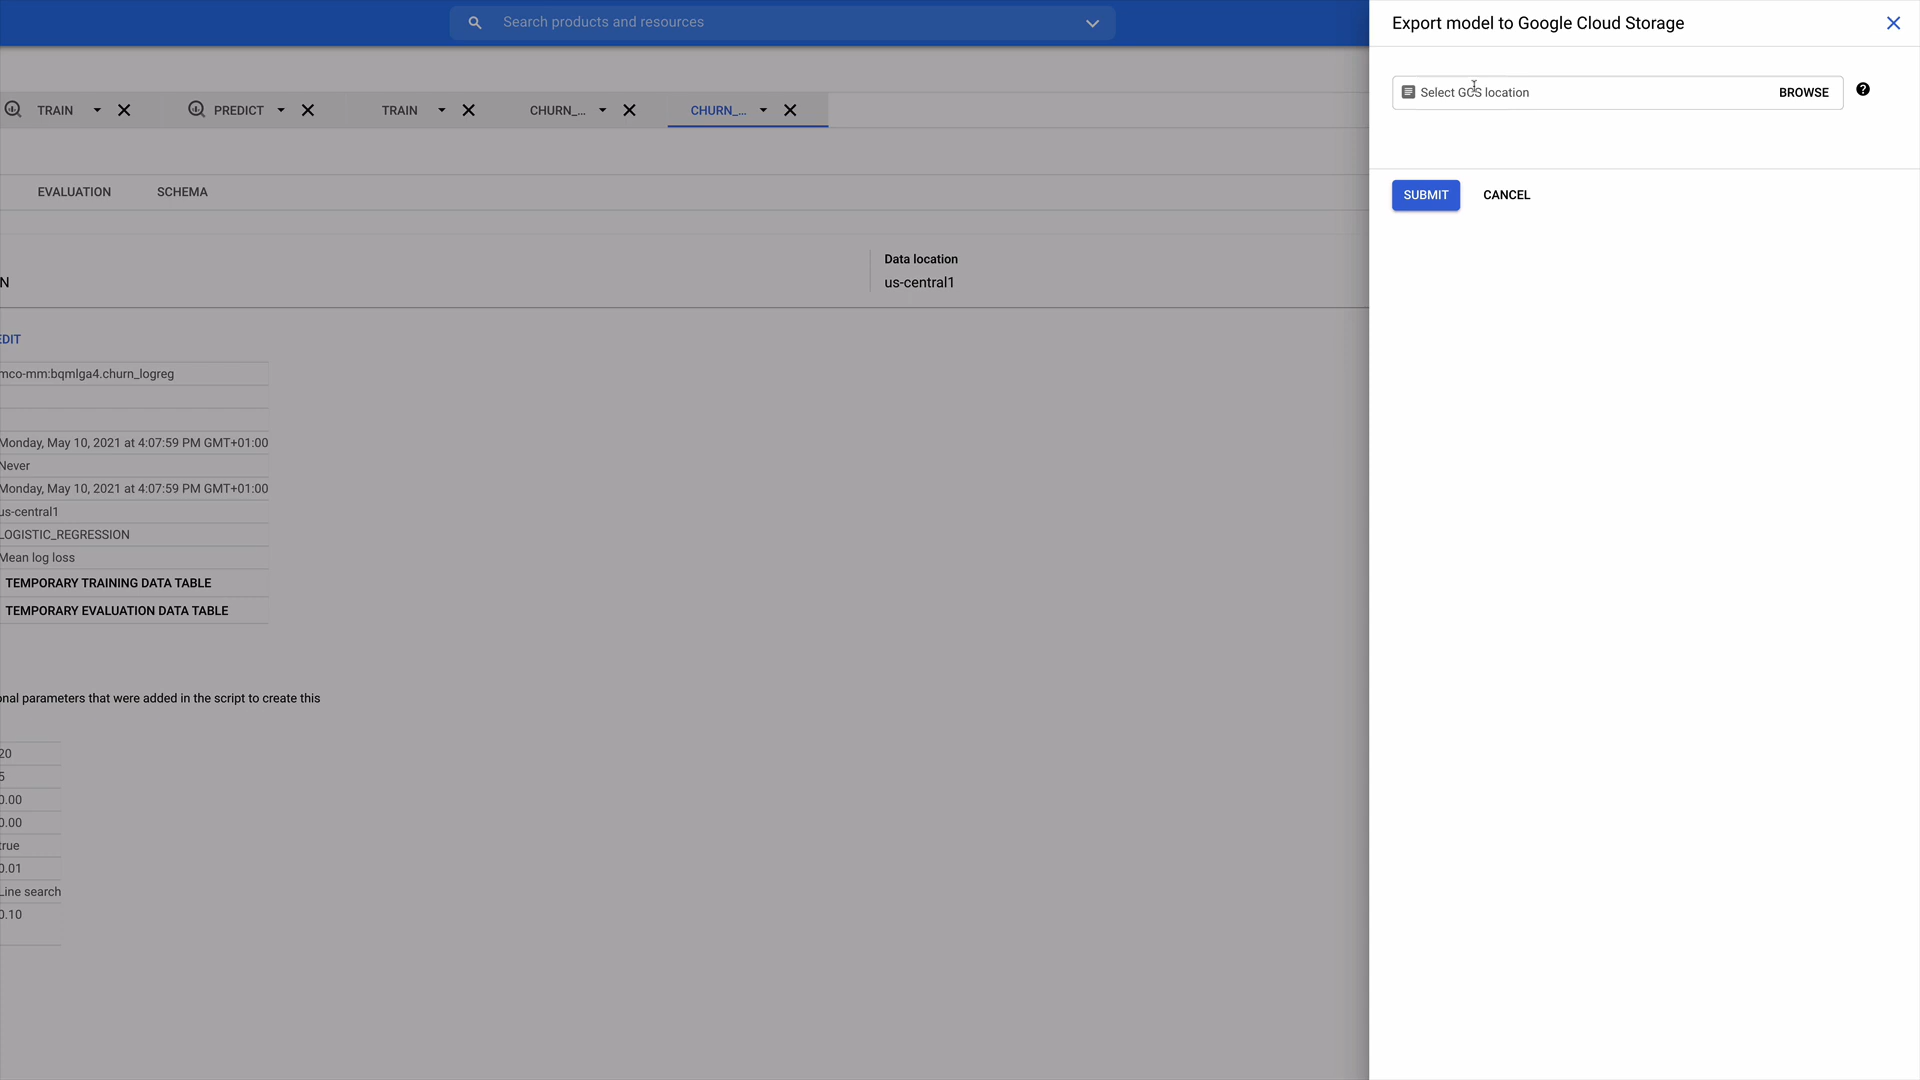 Search products and resources
Export model to Google Cloud Storage
Select GCS location
BROWSE
TRAIN
PREDICT
TRAIN
CHURN_...
CHURN_...
EVALUATION
SCHEMA
SUBMIT
CANCEL
Data location
N
us-central1
EDIT
mco-mm:bqmlga4.churn_logreg
Monday, May 10, 2021 at 4:07:59 PM GMT+01:00
Never
Monday, May 10, 2021 at 4:07:59 PM GMT+01:00
us-central1
LOGISTIC_REGRESSION
Mean log loss
TEMPORARY TRAINING DATA TABLE
TEMPORARY EVALUATION DATA TABLE
onal parameters that were added in the script to create this
20
5
0.00
0.00
true
0.01
Line search
0.10